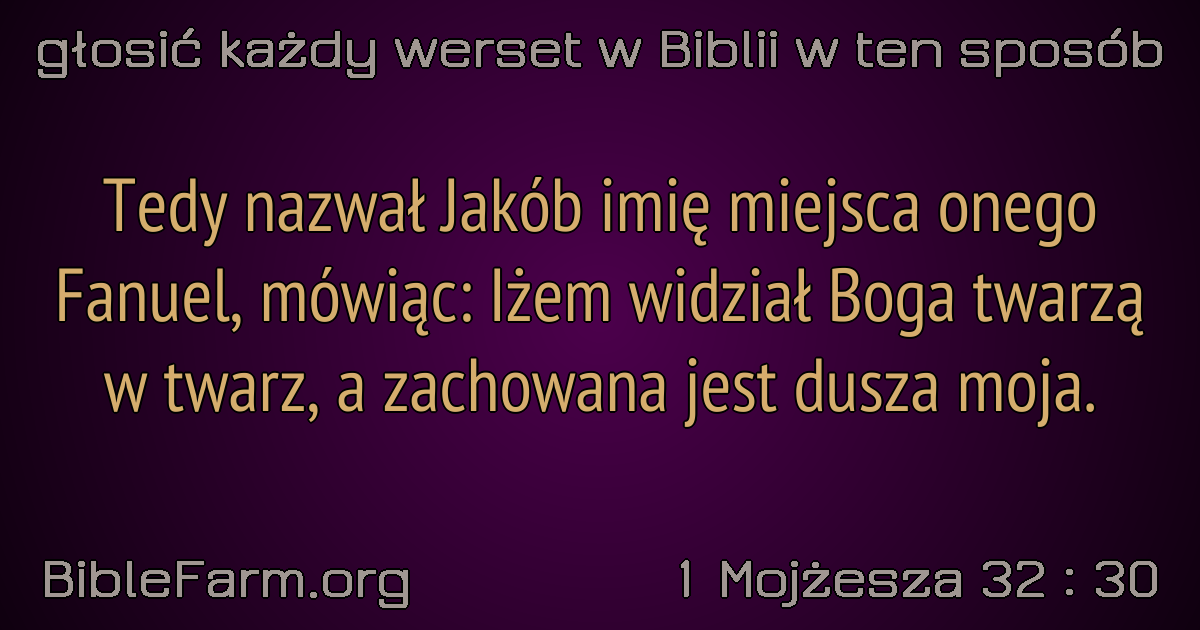 głosić każdy werset w Biblii w ten sposób
Tedy nazwał Jakób imię miejsca onego
Fanuel, mówiąc: Iżem widział Boga twarzą
w twarz, a zachowana jest dusza moja.
BibleFarm.org
1 Mojżesza 32 : 30